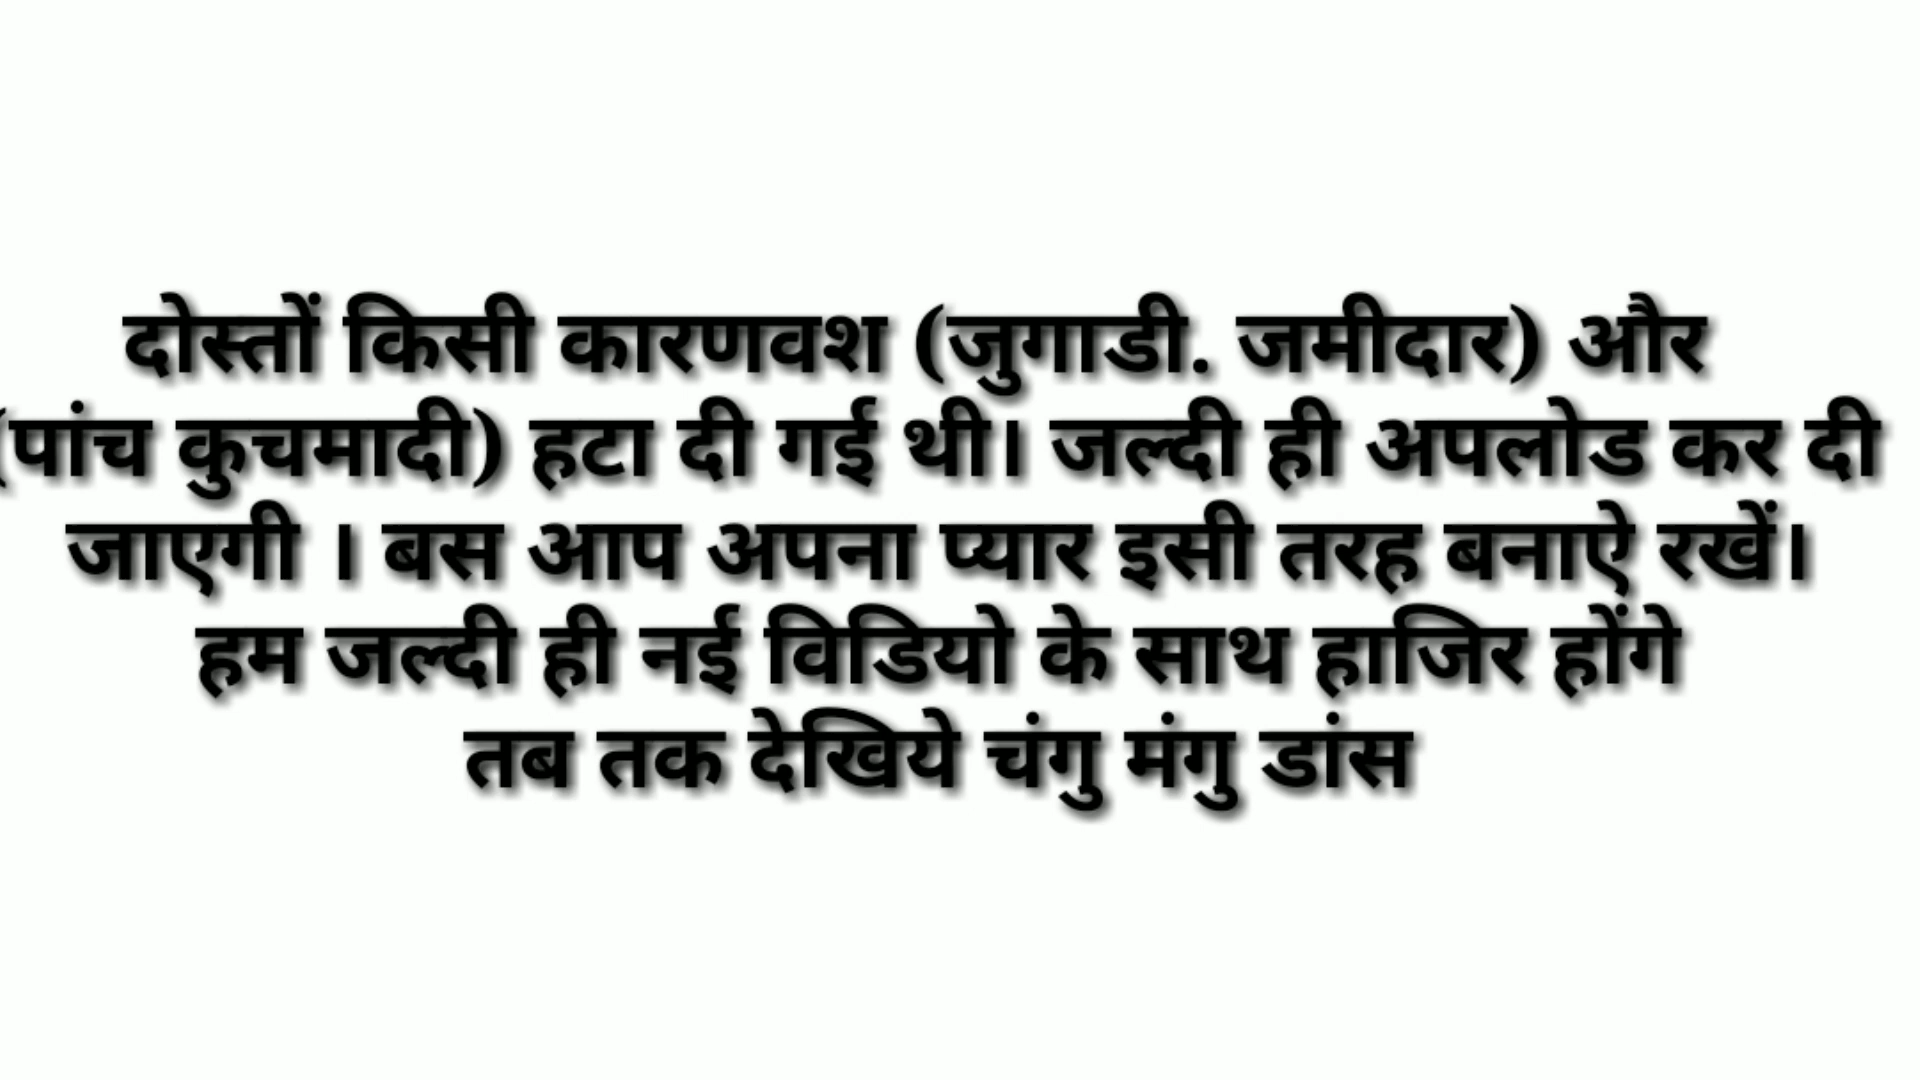 दोस्तों किसी कारणवश (जुगाडी. जमीदार) और
(पांच कुचमादी) हटा दी गई थी। जल्दी ही अपलोड कर दी
जाएगी । बस आप अपना प्यार इसी तरह बनाऐ रखें।
हम जल्दी ही नई विडियो के साथ हाजिर होंगे
तब तक देखिये चंगु मंगु डांस